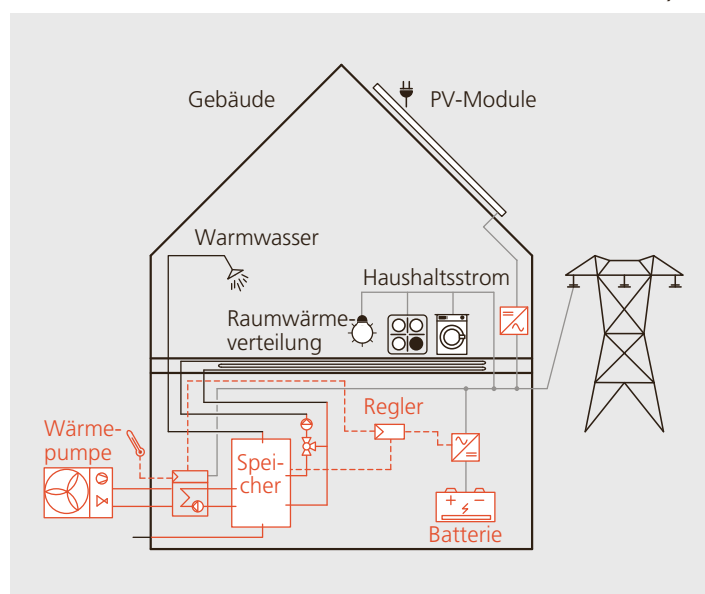 Gebäude
PV-Module
Warmwasser
Haushaltsstrom
Raumwärme-
verteilung
Regler
Wärme-
pumpe
Spei-
cher
Batterie